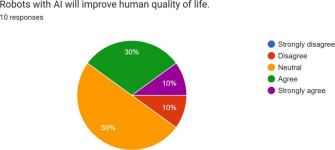 Robots with AI will improve human quality of life.
10 responses
Strongly disagree
Disagree
Neutral
Agree
Strongly agree
30%
10%
10%
50%